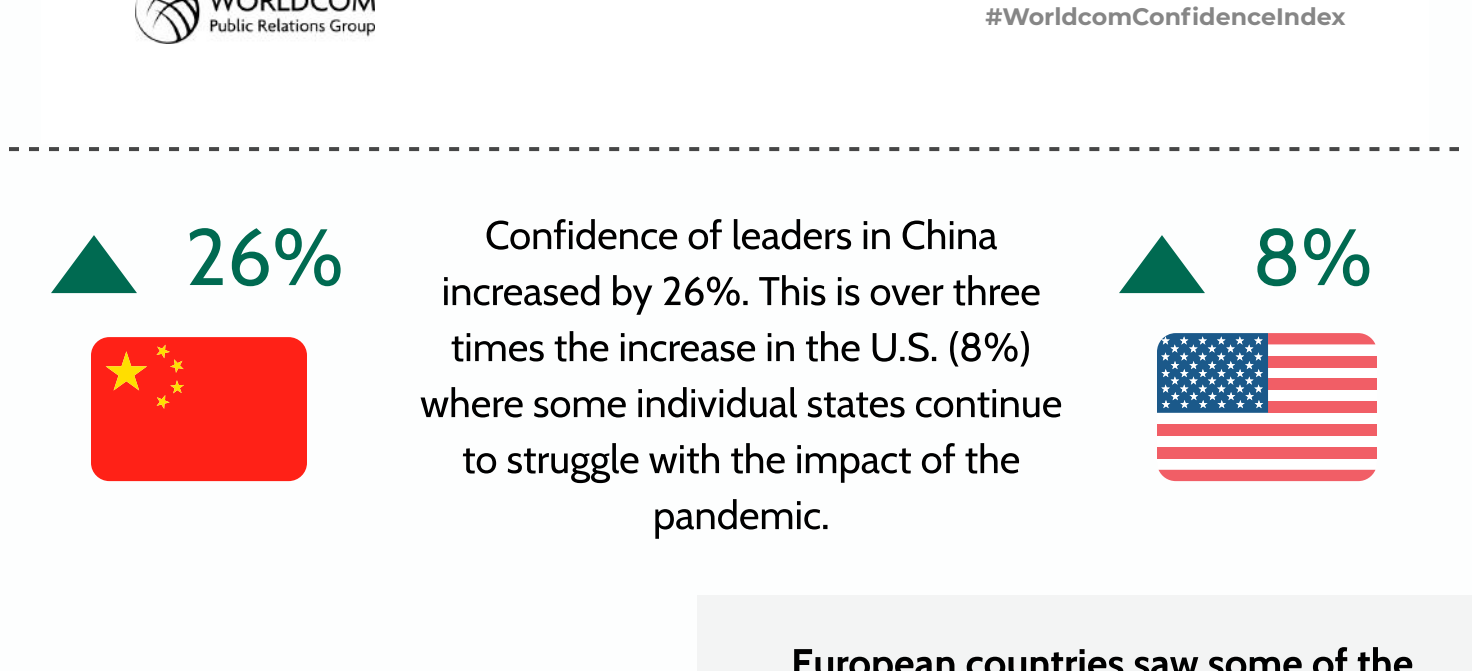 WORLDCOM
Public Relations Group
#WorldcomConfidenceIndex
26%
Confidence of leaders in China
increased by 26%. This is over three
times the increase in the U.S. (8%)
where some individual states continue
to struggle with the impact of the
pandemic.
8%
European countries saw some of the